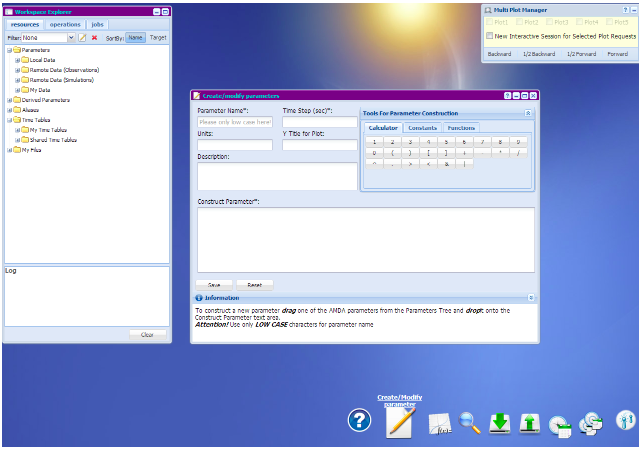 Workspace Explorer
resources operations jobs
Filter: None SortBy: Name Target
Parameters
Local Data
Remote Data (Observations)
Remote Data (Simulations)
My Data
Derived Parameters
Aliases
Time Tables
My Time Tables
Shared Time Tables
My Files
Log
Clear
Create/modify parameters
Parameter Name*: Time Step (sec)*:
Please only low case here!
Units: Y Title for Plot:
Description:
Construct Parameter*:
Tools For Parameter Construction
Calculator Constants Functions
1 2 3 4 5 6 7 8 9
0 ( ) [ ] + - * /
^ . > < & |
Save Reset
Information
To construct a new parameter drag one of the AMDA parameters from the Parameters Tree and dropit onto the
Construct Parameter text area.
Attention! Use only LOW CASE characters for parameter name
Multi Plot Manager
Plot1 Plot2 Plot3 Plot4 Plot5
New Interactive Session for Selected Plot Requests
Backward 1/2 Backward 1/2 Forward Forward
Create/Modify
parameter
f(x)=